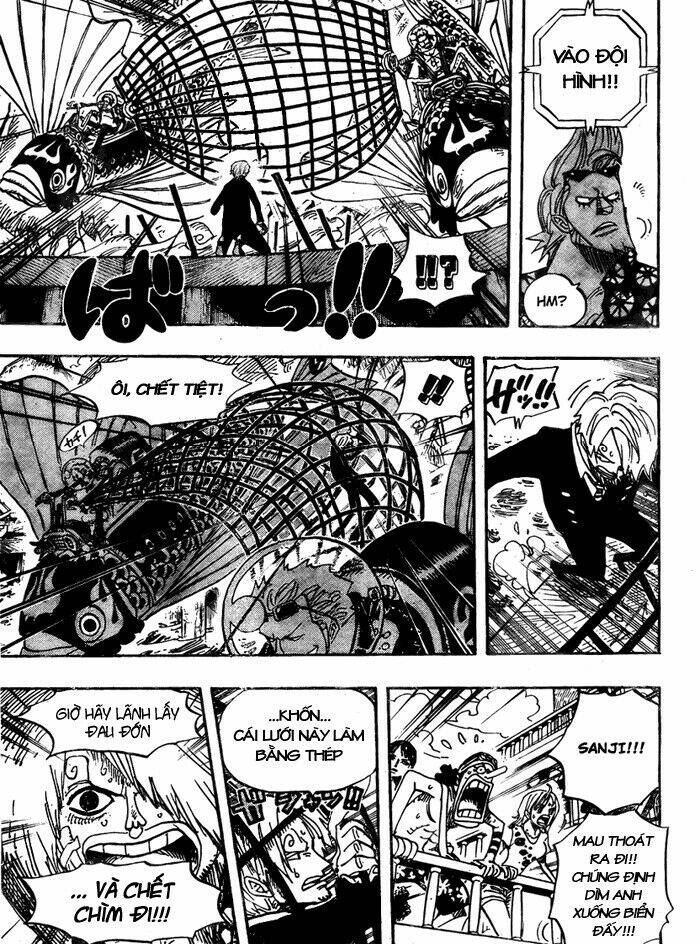 VÀO ĐỘI
HÌNH!!
HM?
!!?
ばっ!!
ÔI, CHẾT TIỆT!
!!
ザッ!!
SANJI!!!
MAU THOÁT
RA ĐI!!
CHÚNG ĐỊNH
DÌM ANH
XUỐNG BIỂN
ĐẤY!!!
...KHỐN...
CÁI LƯỚI NÀY LÀM
BẰNG THÉP
GIỜ HÃY LÃNH LẤY
ĐAU ĐỚN
... VÀ CHẾT
CHÌM ĐI!!!